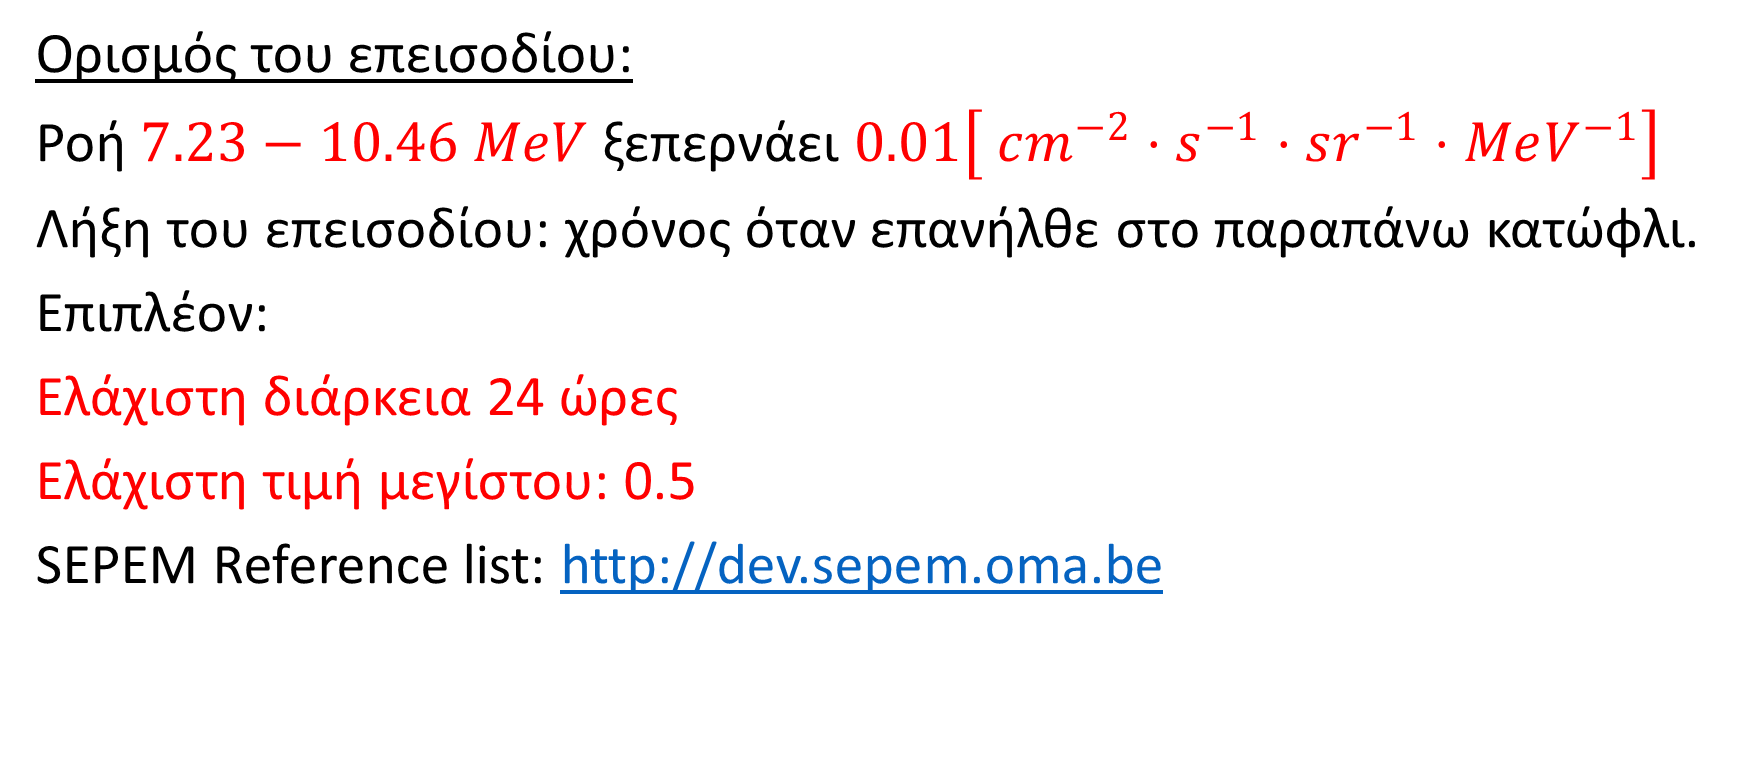 Ορισμός του επεισοδίου:
Ροή 7.23 − 10.46 MeV ξεπερνάει 0.01[ cm⁻² · s⁻¹ · sr⁻¹ · MeV⁻¹]
Λήξη του επεισοδίου: χρόνος όταν επανήλθε στο παραπάνω κατώφλι.
Επιπλέον:
Ελάχιστη διάρκεια 24 ώρες
Ελάχιστη τιμή μεγίστου: 0.5
SEPEM Reference list: http://dev.sepem.oma.be